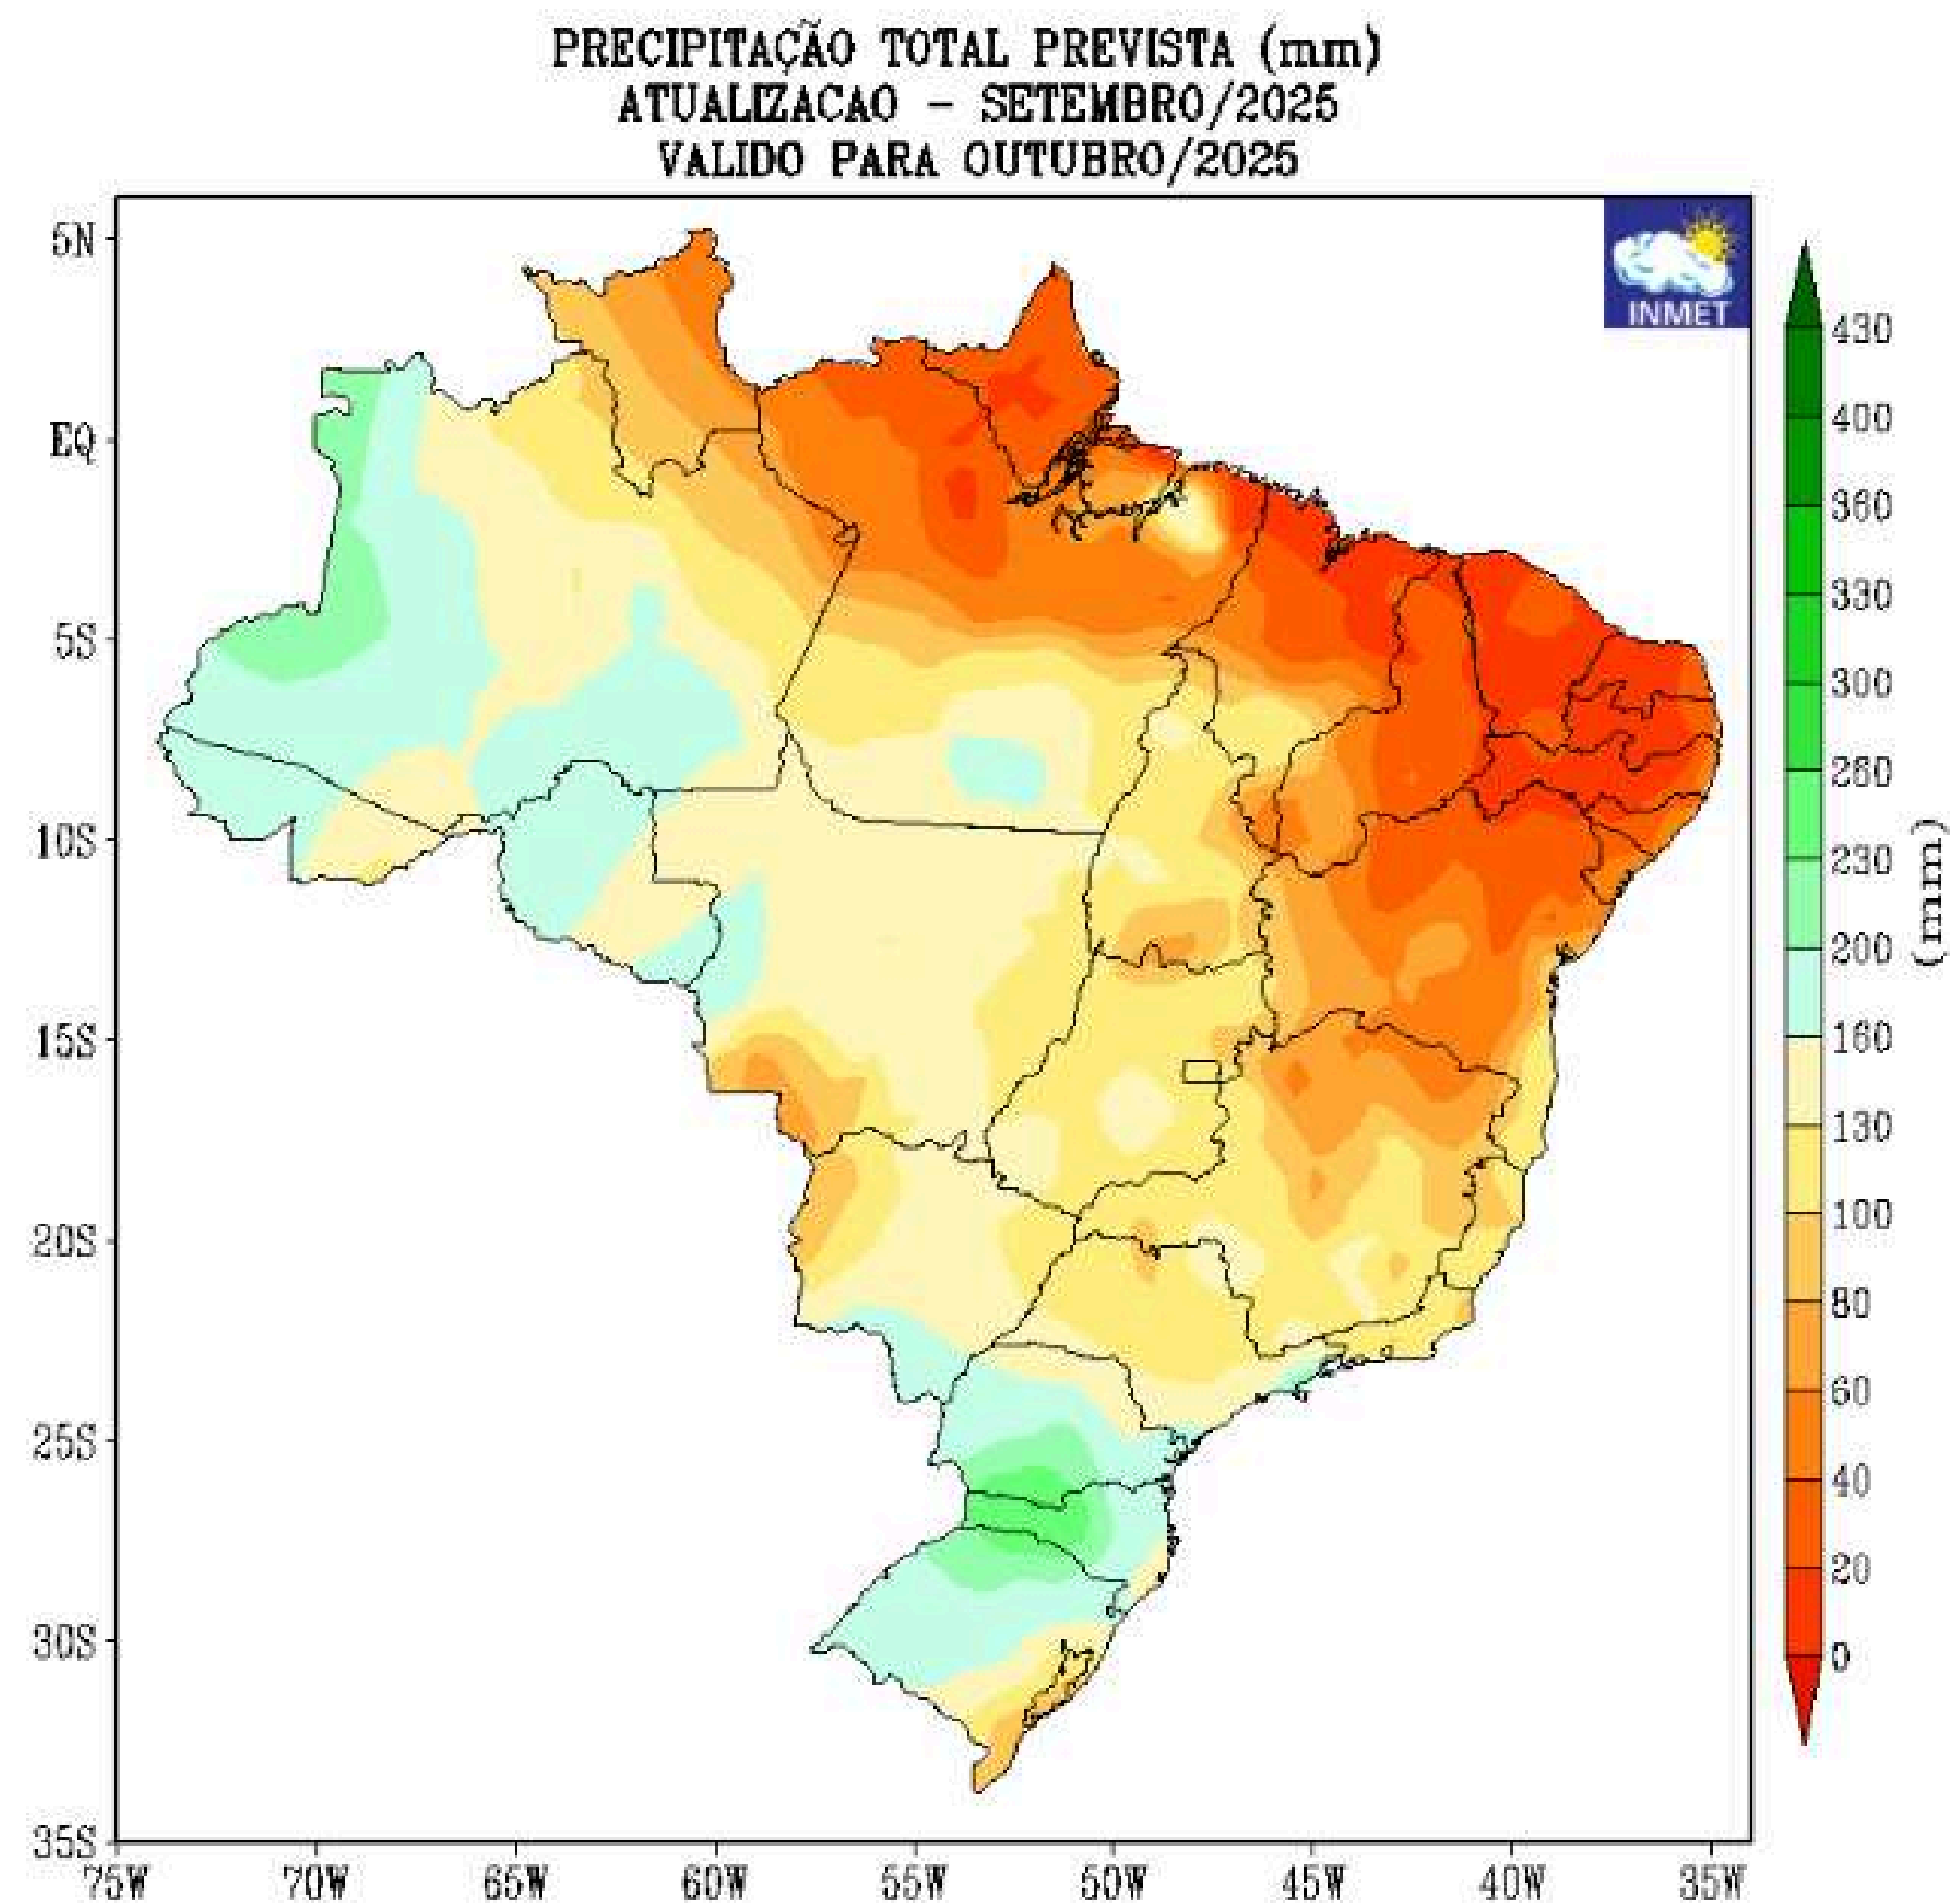 PRECIPITAÇÃO TOTAL PREVISTA (mm)
ATUALIZACAO - SETEMBRO/2025
VALIDO PARA OUTUBRO/2025
INMET
5N
EQ
5S
10S
15S
20S
25S
30S
35S
75W 70W 65W 60W 55W 50W 45W 40W 35W
430
400
360
330
300
260
230
200
160
130
100
80
60
40
20
0
(mm)